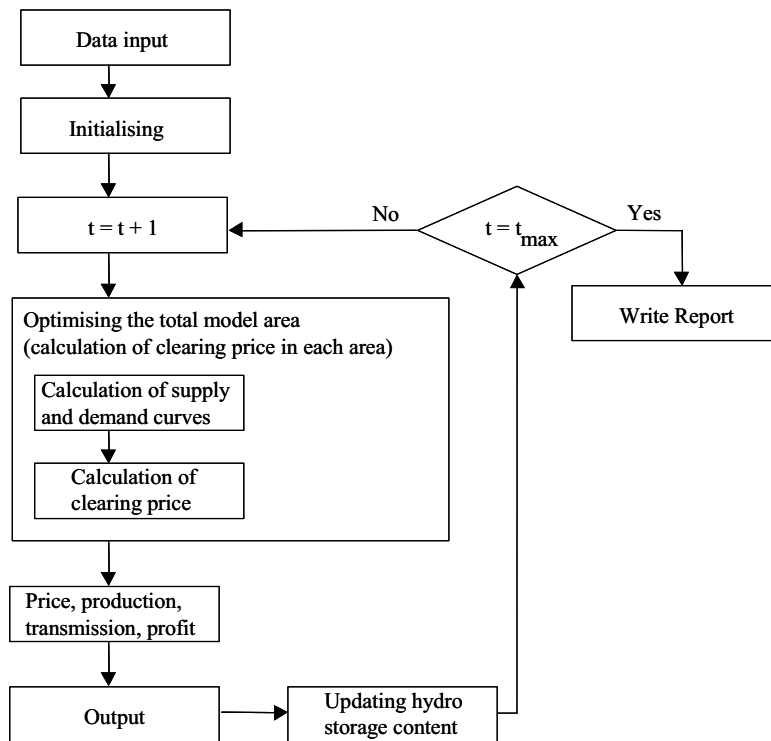 Data input
Initialising
t = t + 1
No
t = tmax
Yes
Write Report
Optimising the total model area
(calculation of clearing price in each area)
Calculation of supply
and demand curves
Calculation of
clearing price
Price, production,
transmission, profit
Output
Updating hydro
storage content